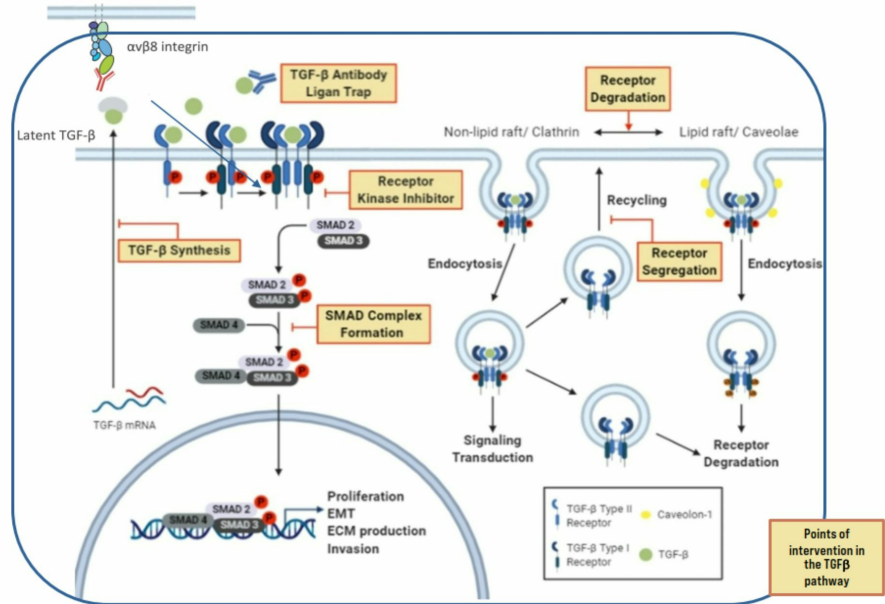 αvβ8 integrin
TGF-β Antibody
Ligan Trap
Receptor
Degradation
Latent TGF-β
Non-lipid raft/ Clathrin
Lipid raft/ Caveolae
P
P
P
P
P
Receptor
Kinase Inhibitor
Recycling
TGF-β Synthesis
SMAD 2
SMAD 3
Endocytosis
Receptor
Segregation
Endocytosis
SMAD 2
P
SMAD 3
P
SMAD 4
SMAD Complex
Formation
SMAD 2
P
SMAD 4
SMAD 3
P
TGF-β mRNA
Signaling
Transduction
Receptor
Degradation
SMAD 2
P
SMAD 4
SMAD 3
P
Proliferation
EMT
ECM production
Invasion
TGF-β Type II
Receptor
Caveolon-1
TGF-β Type I
Receptor
TGF-β
Points of
intervention in
the TGFβ
pathway